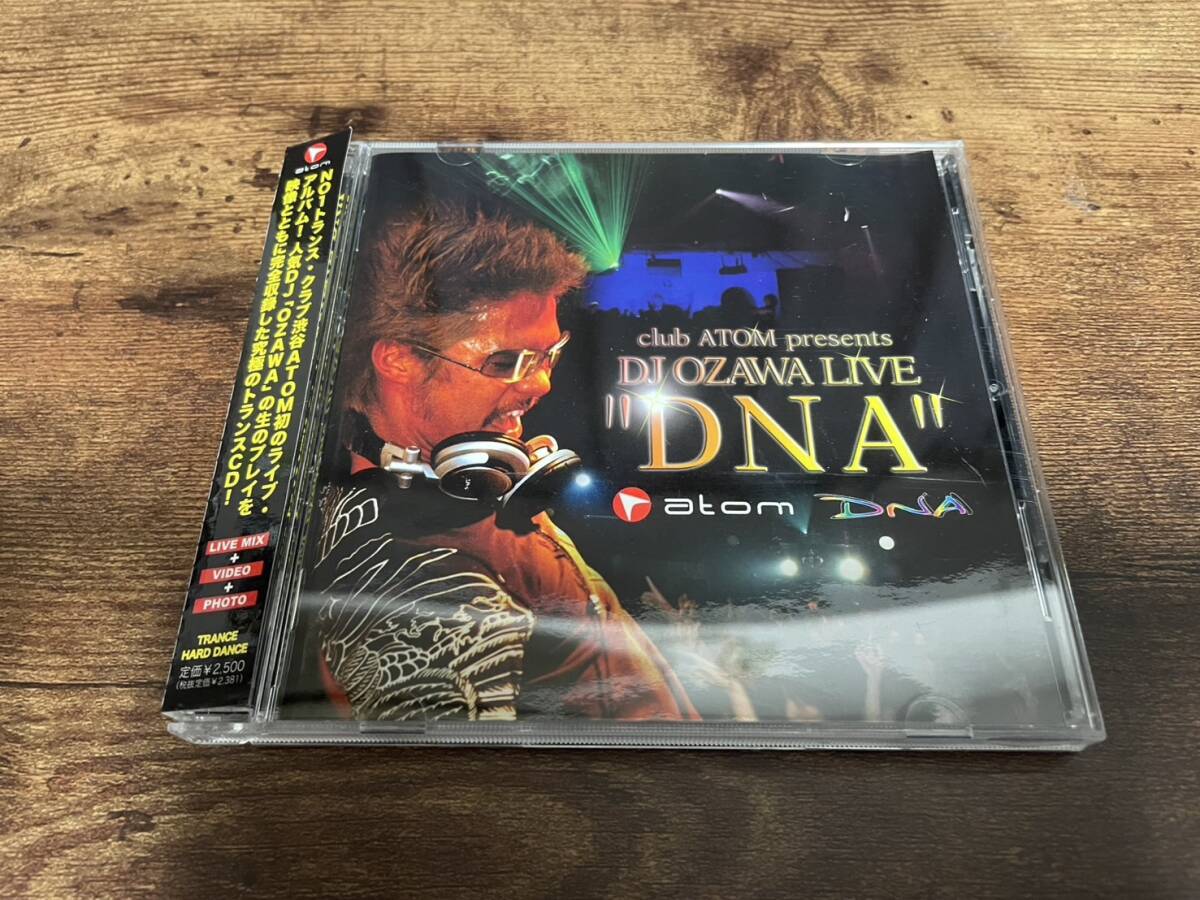 atom
NO1トランス・クラブ渋谷ATOM初のライブ・
アルバム！人気DJ「OZAWA」の生のプレイを
映像とともに完全収録した究極のトランスCD！
LIVE MIX
+
VIDEO
+
PHOTO
TRANCE
HARD DANCE
定価¥2,500
(税抜定価¥2,381)
club ATOM presents
DJ OZAWA LIVE
"DNA"
atom DNA